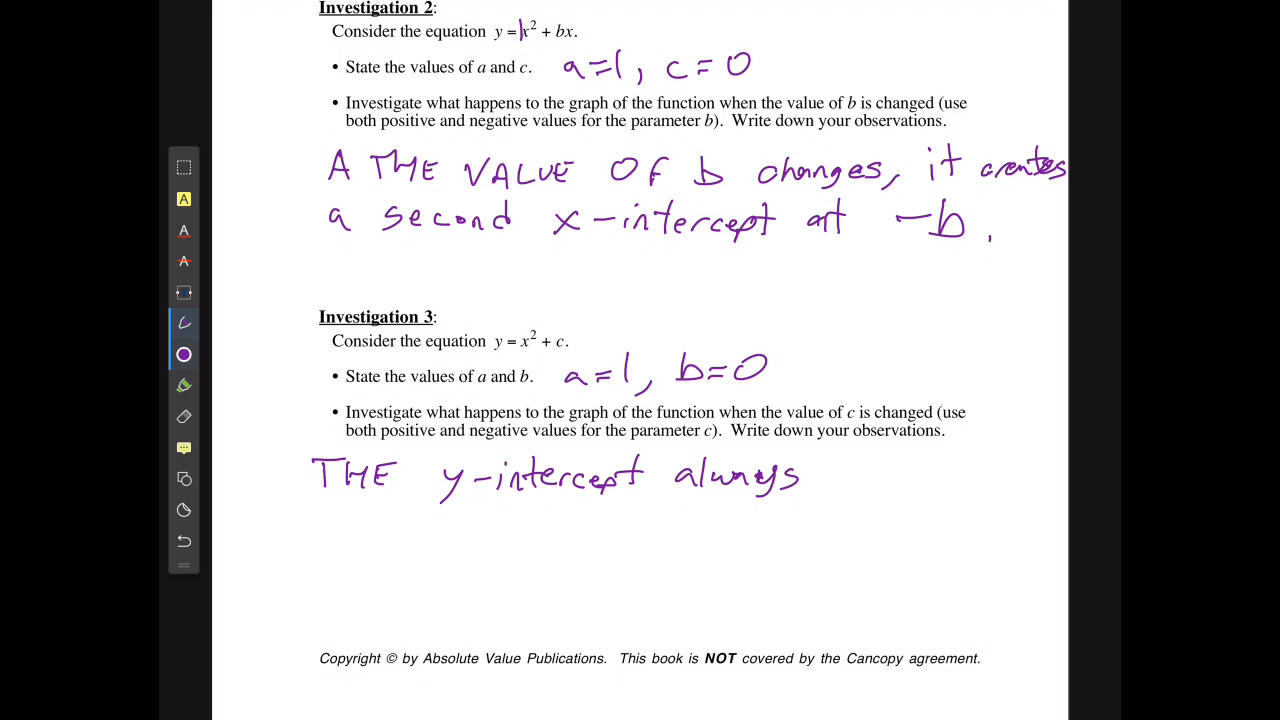 Investigation 2:
Consider the equation y = 1x² + bx.
• State the values of a and c. a=1, c=0
• Investigate what happens to the graph of the function when the value of b is changed (use
both positive and negative values for the parameter b). Write down your observations.
A THE VALUE OF b changes, it creates
a second x-intercept at -b.
Investigation 3:
Consider the equation y = x² + c.
• State the values of a and b. a=1, b=0
• Investigate what happens to the graph of the function when the value of c is changed (use
both positive and negative values for the parameter c). Write down your observations.
THE y-intercept always
Copyright © by Absolute Value Publications. This book is NOT covered by the Cancopy agreement.
A
A
A